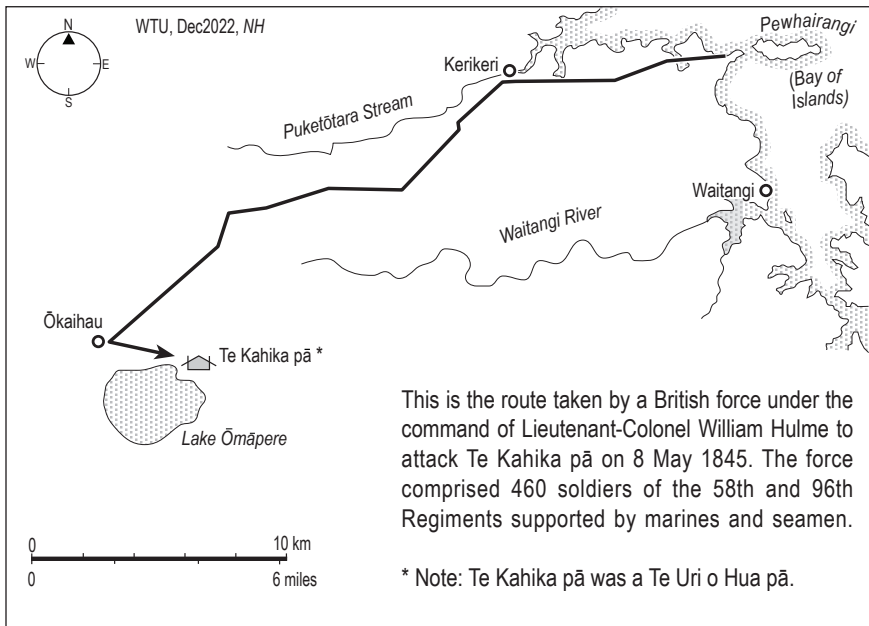 N
W
E
S
WTU, Dec2022, NH
Pewhairangi
Kerikeri
(Bay of
Islands)
Puketōtara Stream
Waitangi
Waitangi River
Ōkaihau
Te Kahika pā *
Lake Ōmāpere
This is the route taken by a British force under the
command of Lieutenant-Colonel William Hulme to
attack Te Kahika pā on 8 May 1845. The force
comprised 460 soldiers of the 58th and 96th
Regiments supported by marines and seamen.
* Note: Te Kahika pā was a Te Uri o Hua pā.
0 10 km
0 6 miles